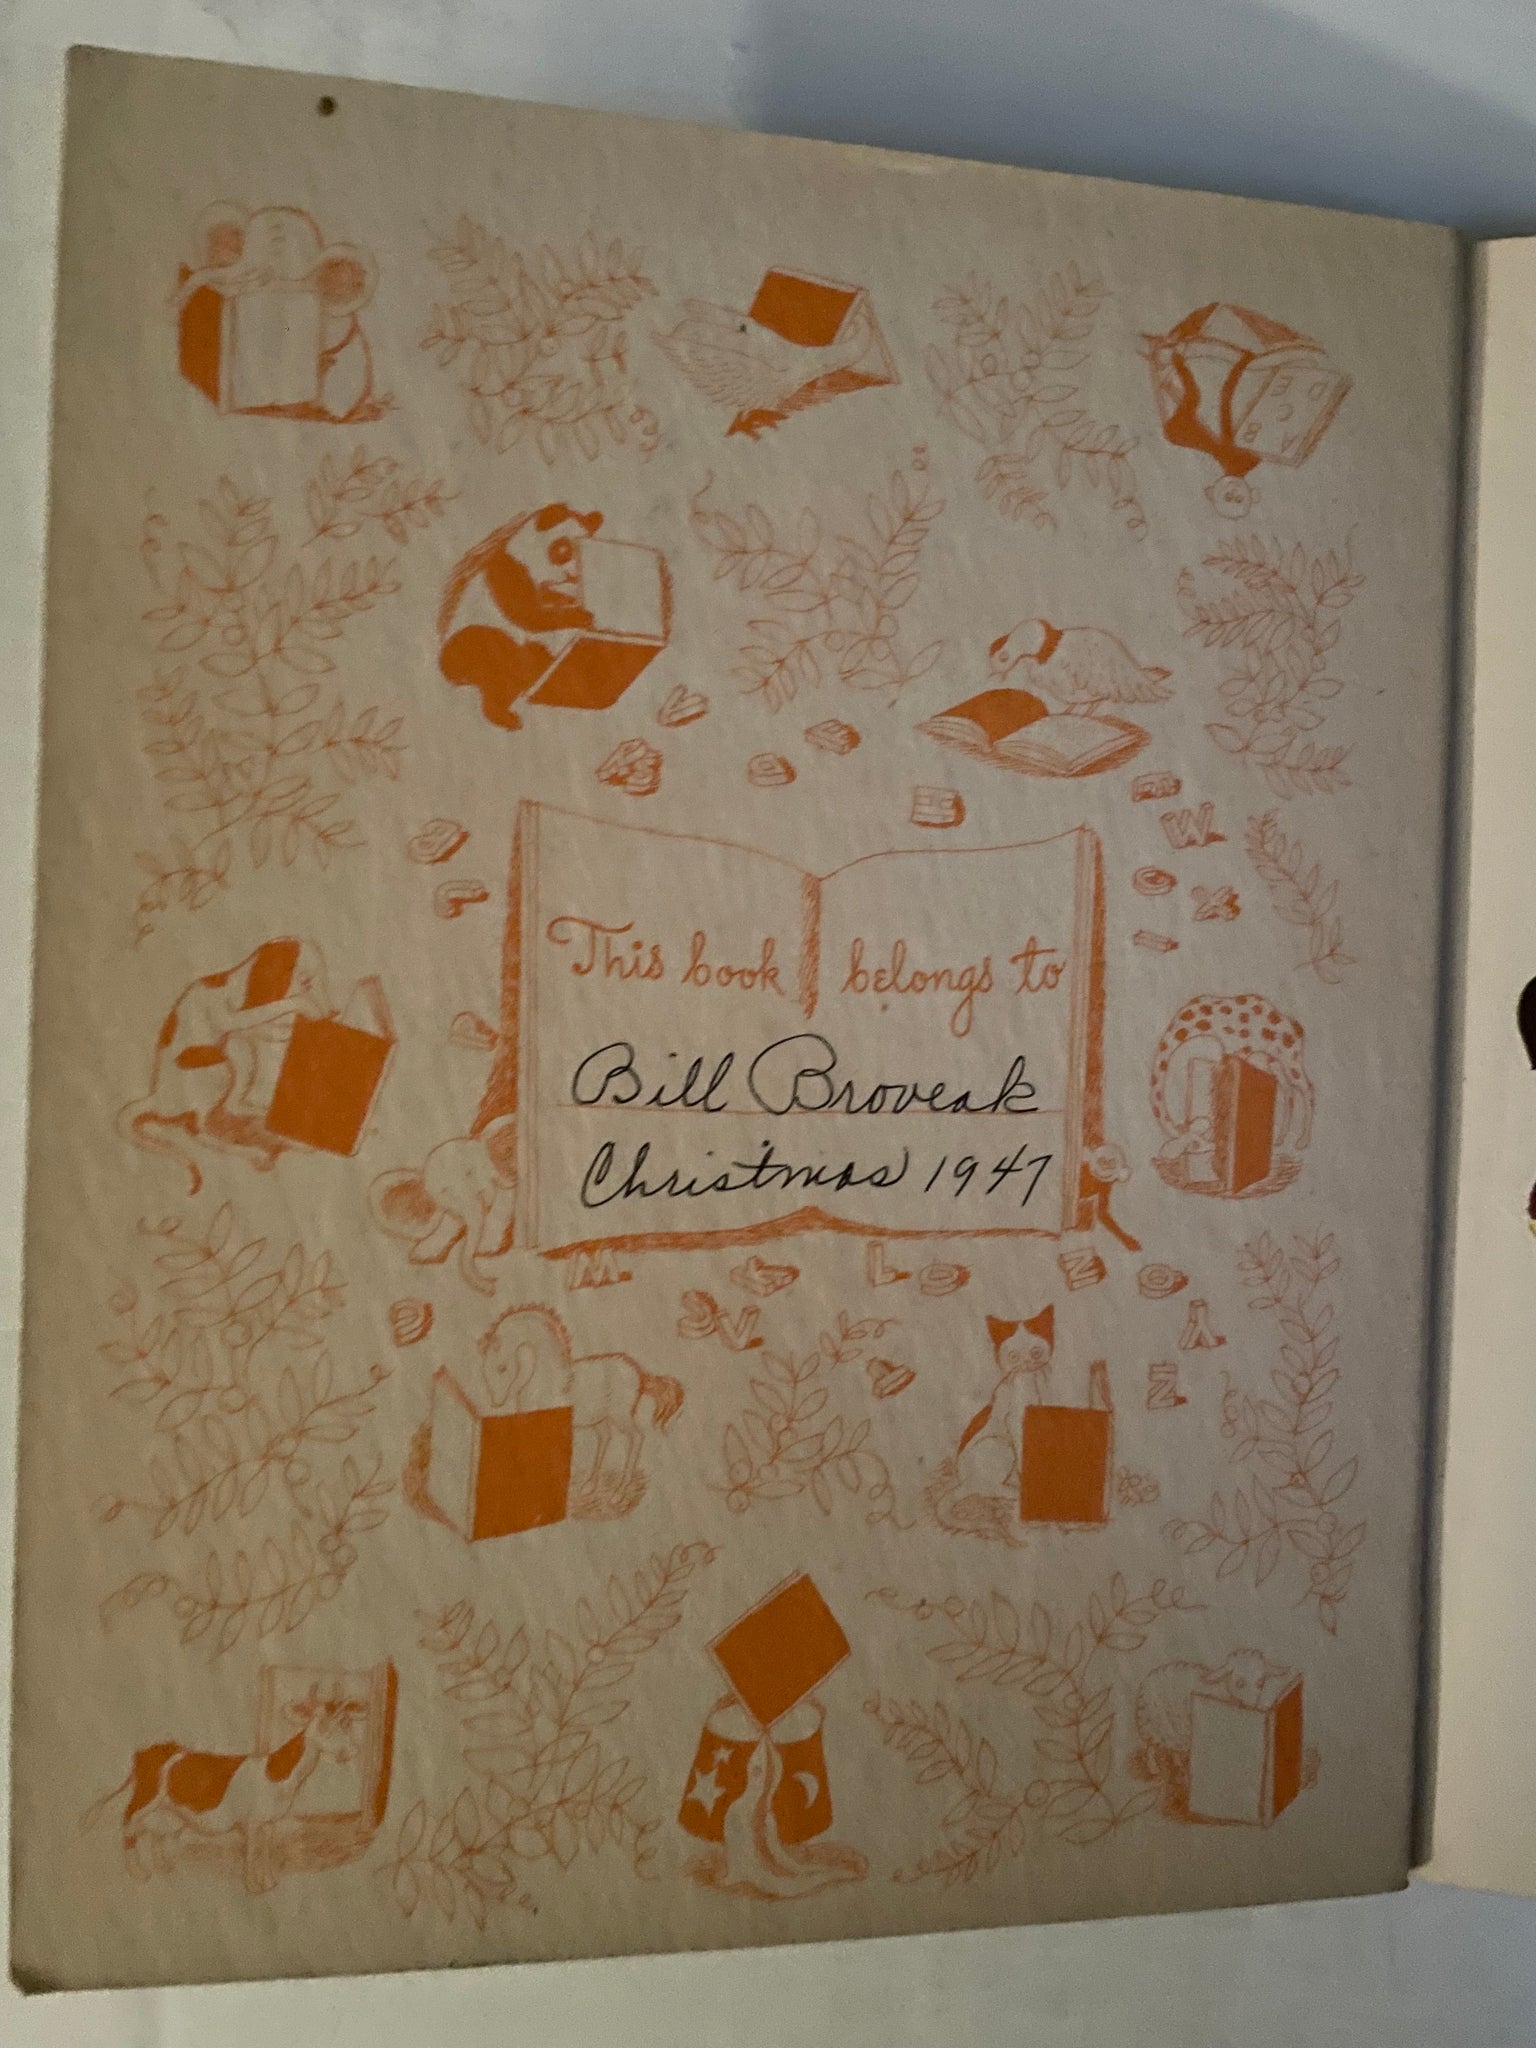 This book belongs to
Bill Broveak
Christmas 1947